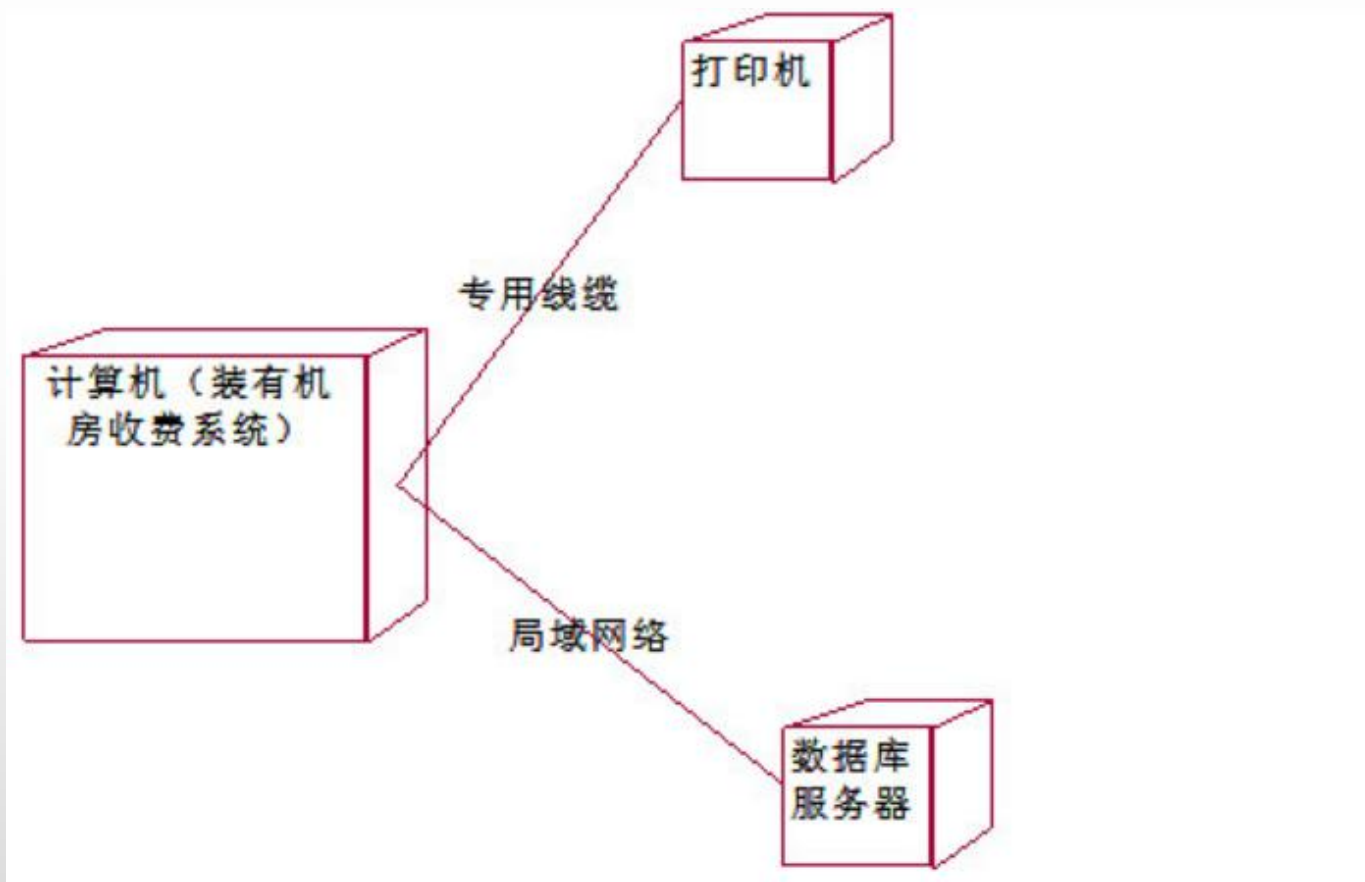 打印机
专用线缆
计算机（装有机
房收费系统）
局域网络
数据库
服务器